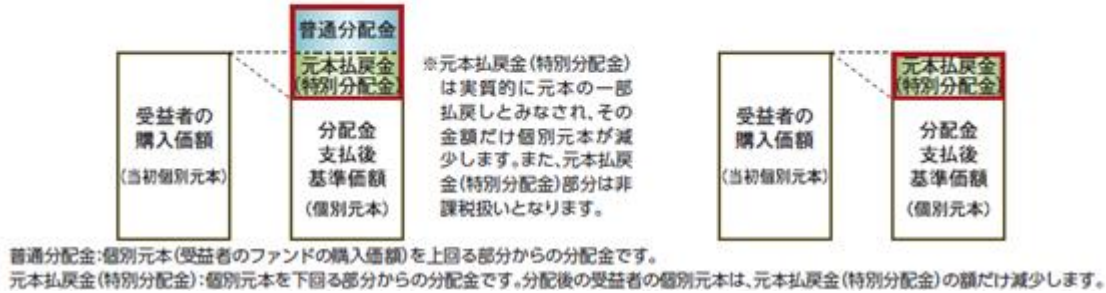 普通分配金
元本払戻金
(特別分配金)
受益者の
購入価額
(当初個別元本)
分配金
支払後
基準価額
(個別元本)
※元本払戻金(特別分配金)
は実質的に元本の一部
払戻しとみなされ、その
金額だけ個別元本が減
少します。また、元本払戻
金(特別分配金)部分は非
課税扱いとなります。
元本払戻金
(特別分配金)
受益者の
購入価額
(当初個別元本)
分配金
支払後
基準価額
(個別元本)
普通分配金:個別元本(受益者のファンドの購入価額)を上回る部分からの分配金です。
元本払戻金(特別分配金):個別元本を下回る部分からの分配金です。分配後の受益者の個別元本は、元本払戻金(特別分配金)の額だけ減少します。